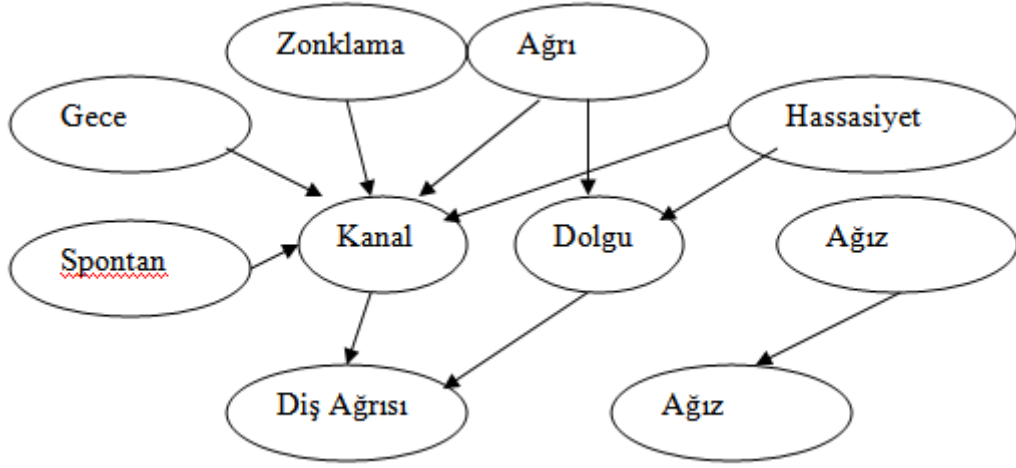 Zonklama
Ağrı
Gece
Hassasiyet
Kanal
Dolgu
Ağız
Spontan
Diş Ağrısı
Ağız